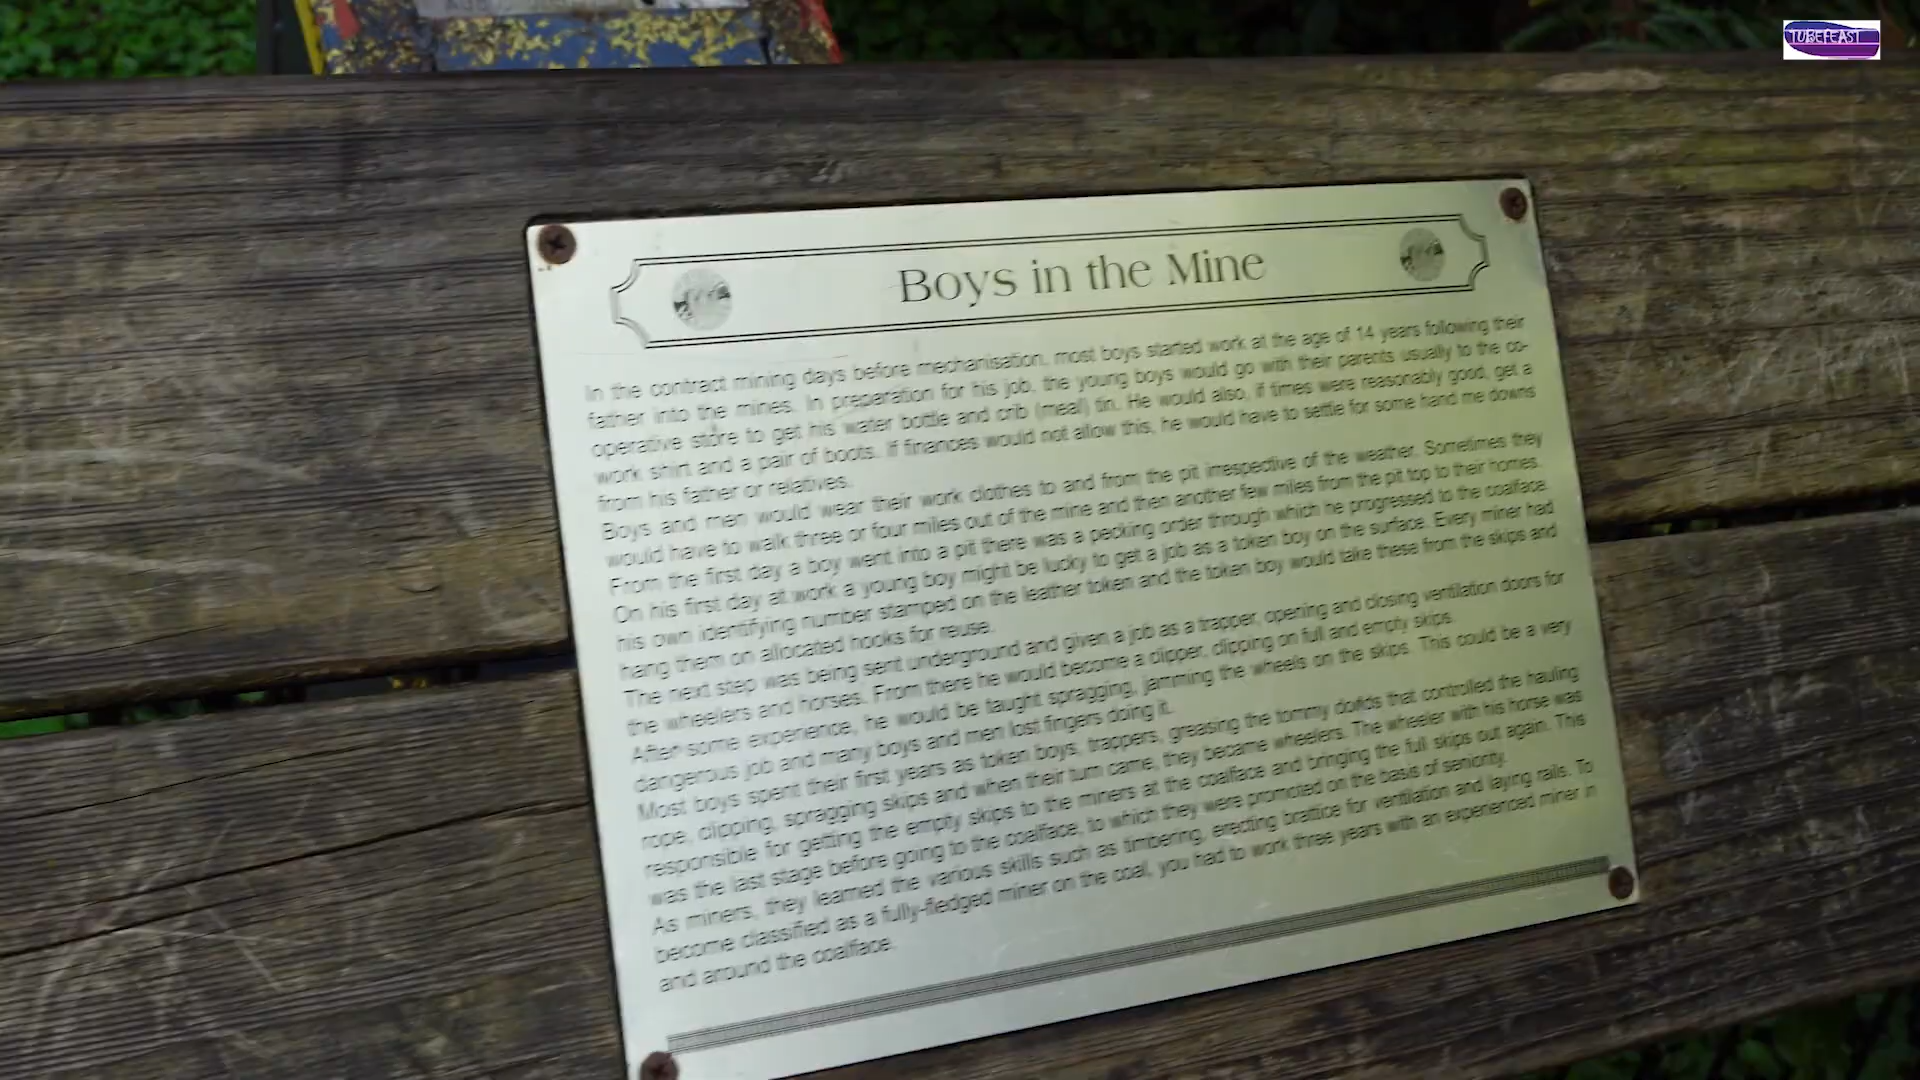 TUBEFEAST
Boys in the Mine
In the contract mining days before mechanisation, most boys started work at the age of 14 years following their
father into the mines. In preparation for his job, the young boys would go with their parents usually to the co-
operative store to get his water bottle and crib (meal) tin. He would also, if times were reasonably good, get a
work shirt and a pair of boots. If finances would not allow this, he would have to settle for some hand me downs
from his father or relatives.
Boys and men would wear their work clothes to and from the pit irrespective of the weather. Sometimes they
would have to walk three or four miles out of the mine and then another few miles from the pit top to their homes.
From the first day a boy went into a pit there was a pecking order through which he progressed to the coalface.
On his first day at work a young boy might be lucky to get a job as a token boy on the surface. Every miner had
his own identifying number stamped on the leather token and the token boy would take these from the skips and
hang them on allocated hooks for reuse.
The next step was being sent underground and given a job as a trapper, opening and closing ventilation doors for
the wheelers and horses. From there he would become a clipper, clipping on full and empty skips.
After some experience, he would be taught spragging, jamming the wheels on the skips. This could be a very
dangerous job and many boys and men lost fingers doing it.
Most boys spent their first years as token boys, trappers, greasing the tommy that controlled the hauling
rope, clipping, spragging skips and when their turn came, they became wheelers. The wheeler with his horse was
responsible for getting the empty skips to the miners at the coalface and bringing the full skips out again. This
was the last stage before going to the coalface, to which they were promoted on the basis of seniority.
As miners, they learned the various skills such as timbering, erecting brattice for ventilation and laying rails. To
become classified as a fully-fledged miner on the coal, you had to work three years with an experienced miner in
and around the coalface.